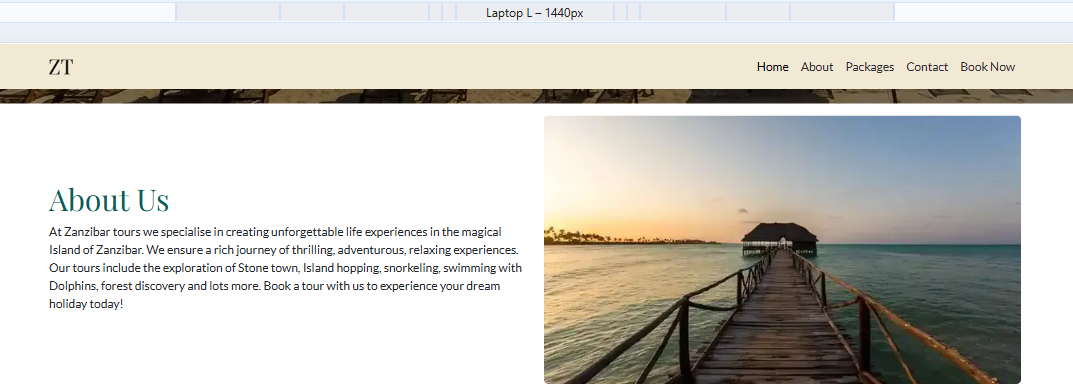 Laptop L – 1440px
ZT
Home About Packages Contact Book Now
About Us
At Zanzibar tours we specialise in creating unforgettable life experiences in the magical
Island of Zanzibar. We ensure a rich journey of thrilling, adventurous, relaxing experiences.
Our tours include the exploration of Stone town, Island hopping, snorkeling, swimming with
Dolphins, forest discovery and lots more. Book a tour with us to experience your dream
holiday today!